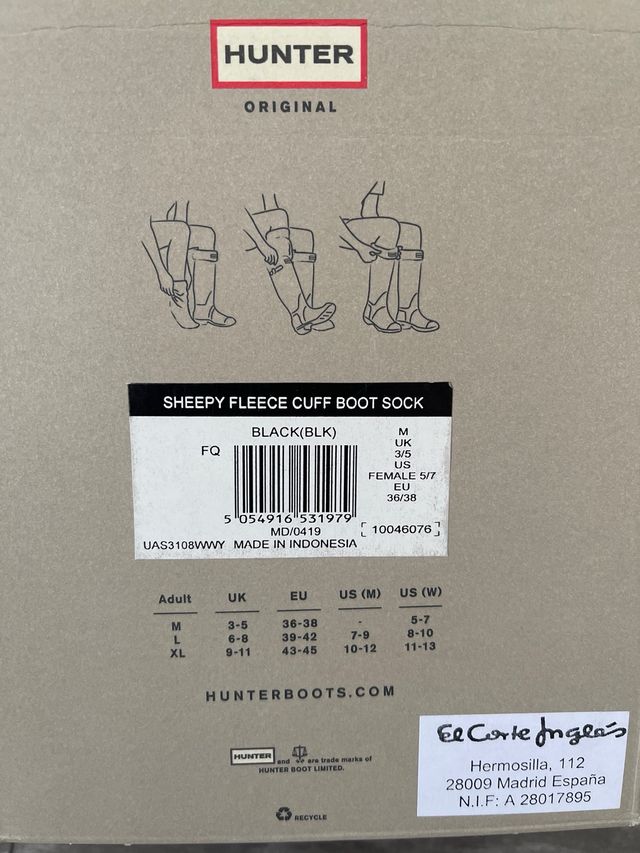 HUNTER
ORIGINAL
SHEEPY FLEECE CUFF BOOT SOCK
BLACK(BLK)
FQ
M
UK
3/5
US
FEMALE 5/7
EU
36/38
5 054916 531979
MD/0419
[ 10046076 ]
UAS3108WWY MADE IN INDONESIA
Adult UK EU US (M) US (W)
M 3-5 36-38 - 5-7
L 6-8 39-42 7-9 8-10
XL 9-11 43-45 10-12 11-13
HUNTERBOOTS.COM
HUNTER and are trade marks of
HUNTER BOOT LIMITED.
RECYCLE
El Corte Inglés
Hermosilla, 112
28009 Madrid España
N.I.F: A 28017895